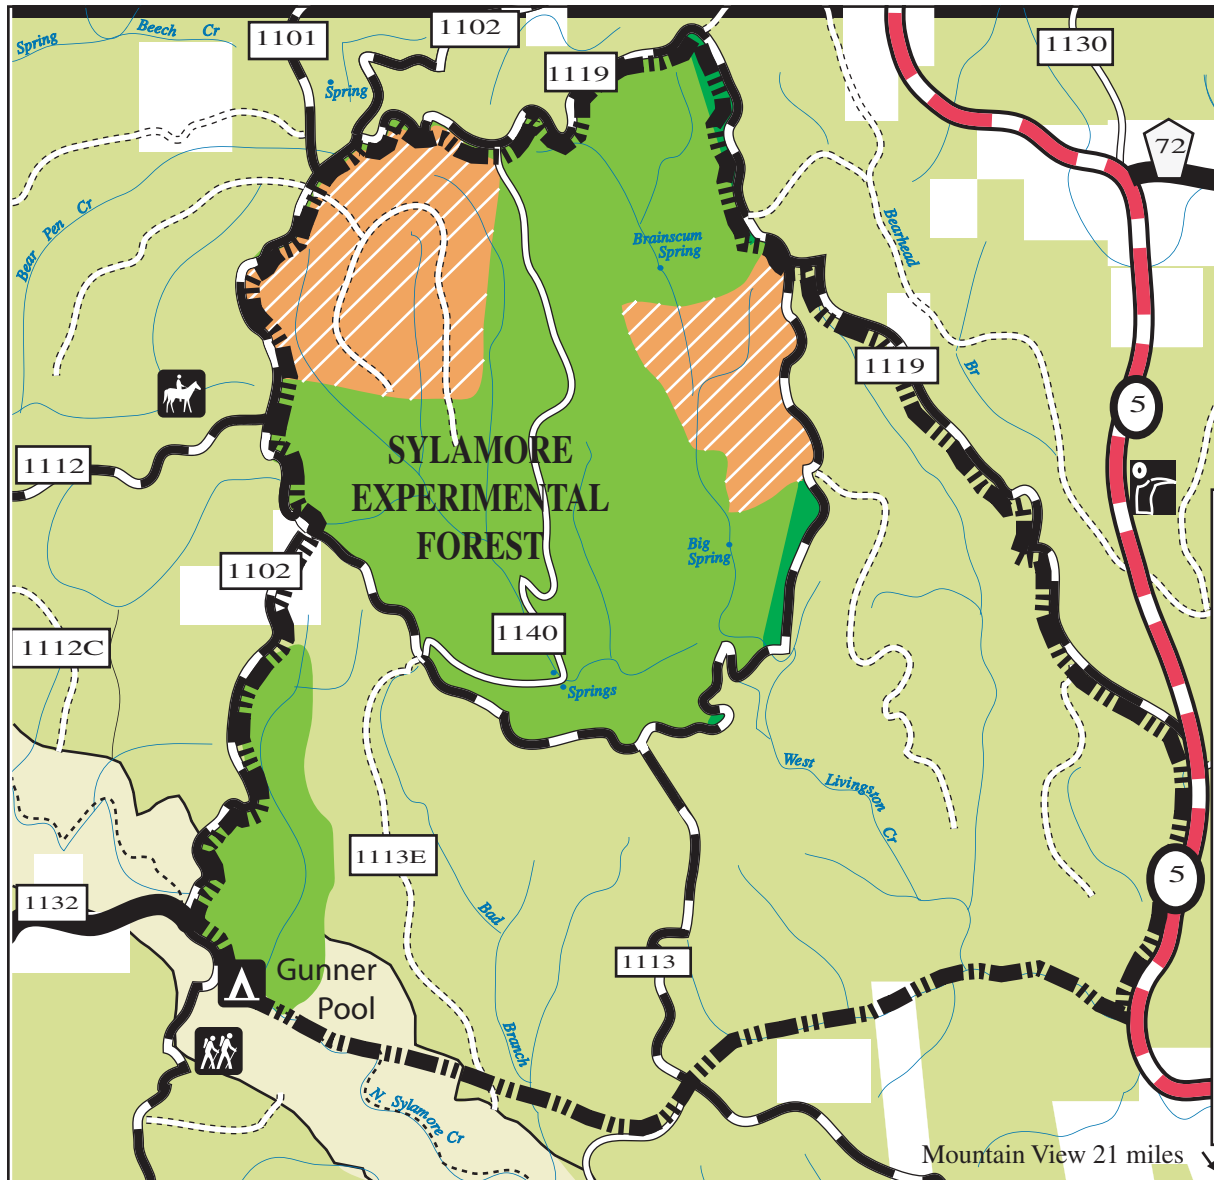 Spring
Beech Cr
1101
1102
1119
1130
72
Spring
Bear Pen Cr
Brainscum
Spring
Bearhead
Br
1119
5
1112
SYLAMORE
EXPERIMENTAL
FOREST
Big
Spring
1102
1140
1112C
Springs
West Livingston Cr
1113E
5
1132
Bad
Branch
1113
Gunner
Pool
N. Sylamore Cr
Mountain View 21 miles